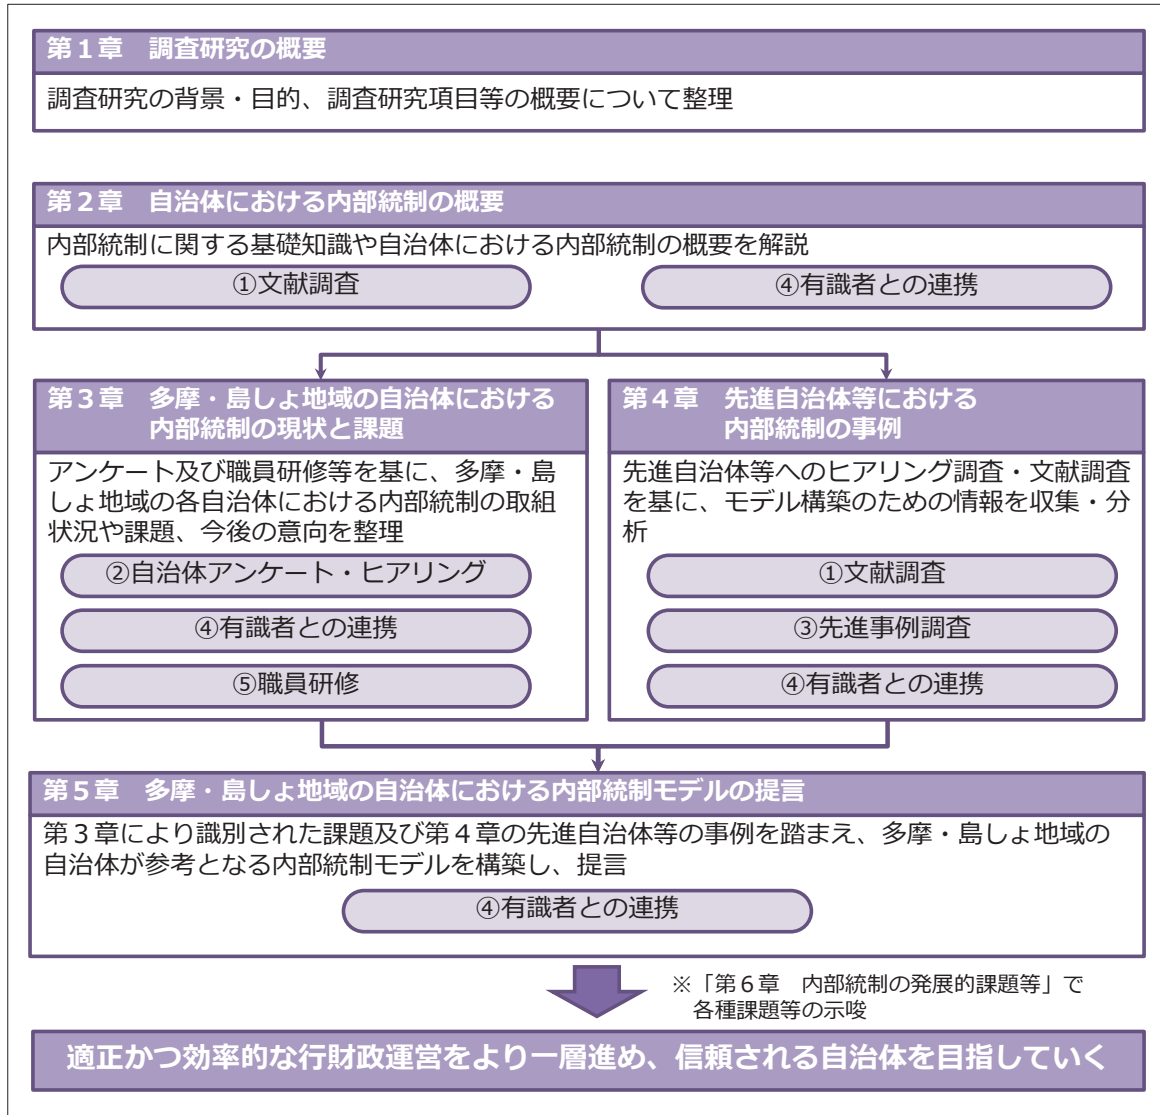 第１章　調査研究の概要
調査研究の背景・目的、調査研究項目等の概要について整理
第２章　自治体における内部統制の概要
内部統制に関する基礎知識や自治体における内部統制の概要を解説
①文献調査
④有識者との連携
第３章　多摩・島しょ地域の自治体における
内部統制の現状と課題
アンケート及び職員研修等を基に、多摩・島
しょ地域の各自治体における内部統制の取組
状況や課題、今後の意向を整理
②自治体アンケート・ヒアリング
④有識者との連携
⑤職員研修
第４章　先進自治体等における
内部統制の事例
先進自治体等へのヒアリング調査・文献調査
を基に、モデル構築のための情報を収集・分
析
①文献調査
③先進事例調査
④有識者との連携
第５章　多摩・島しょ地域の自治体における内部統制モデルの提言
第３章により識別された課題及び第４章の先進自治体等の事例を踏まえ、多摩・島しょ地域の
自治体が参考となる内部統制モデルを構築し、提言
④有識者との連携
※「第６章　内部統制の発展的課題等」で
各種課題等の示唆
適正かつ効率的な行財政運営をより一層進め、信頼される自治体を目指していく